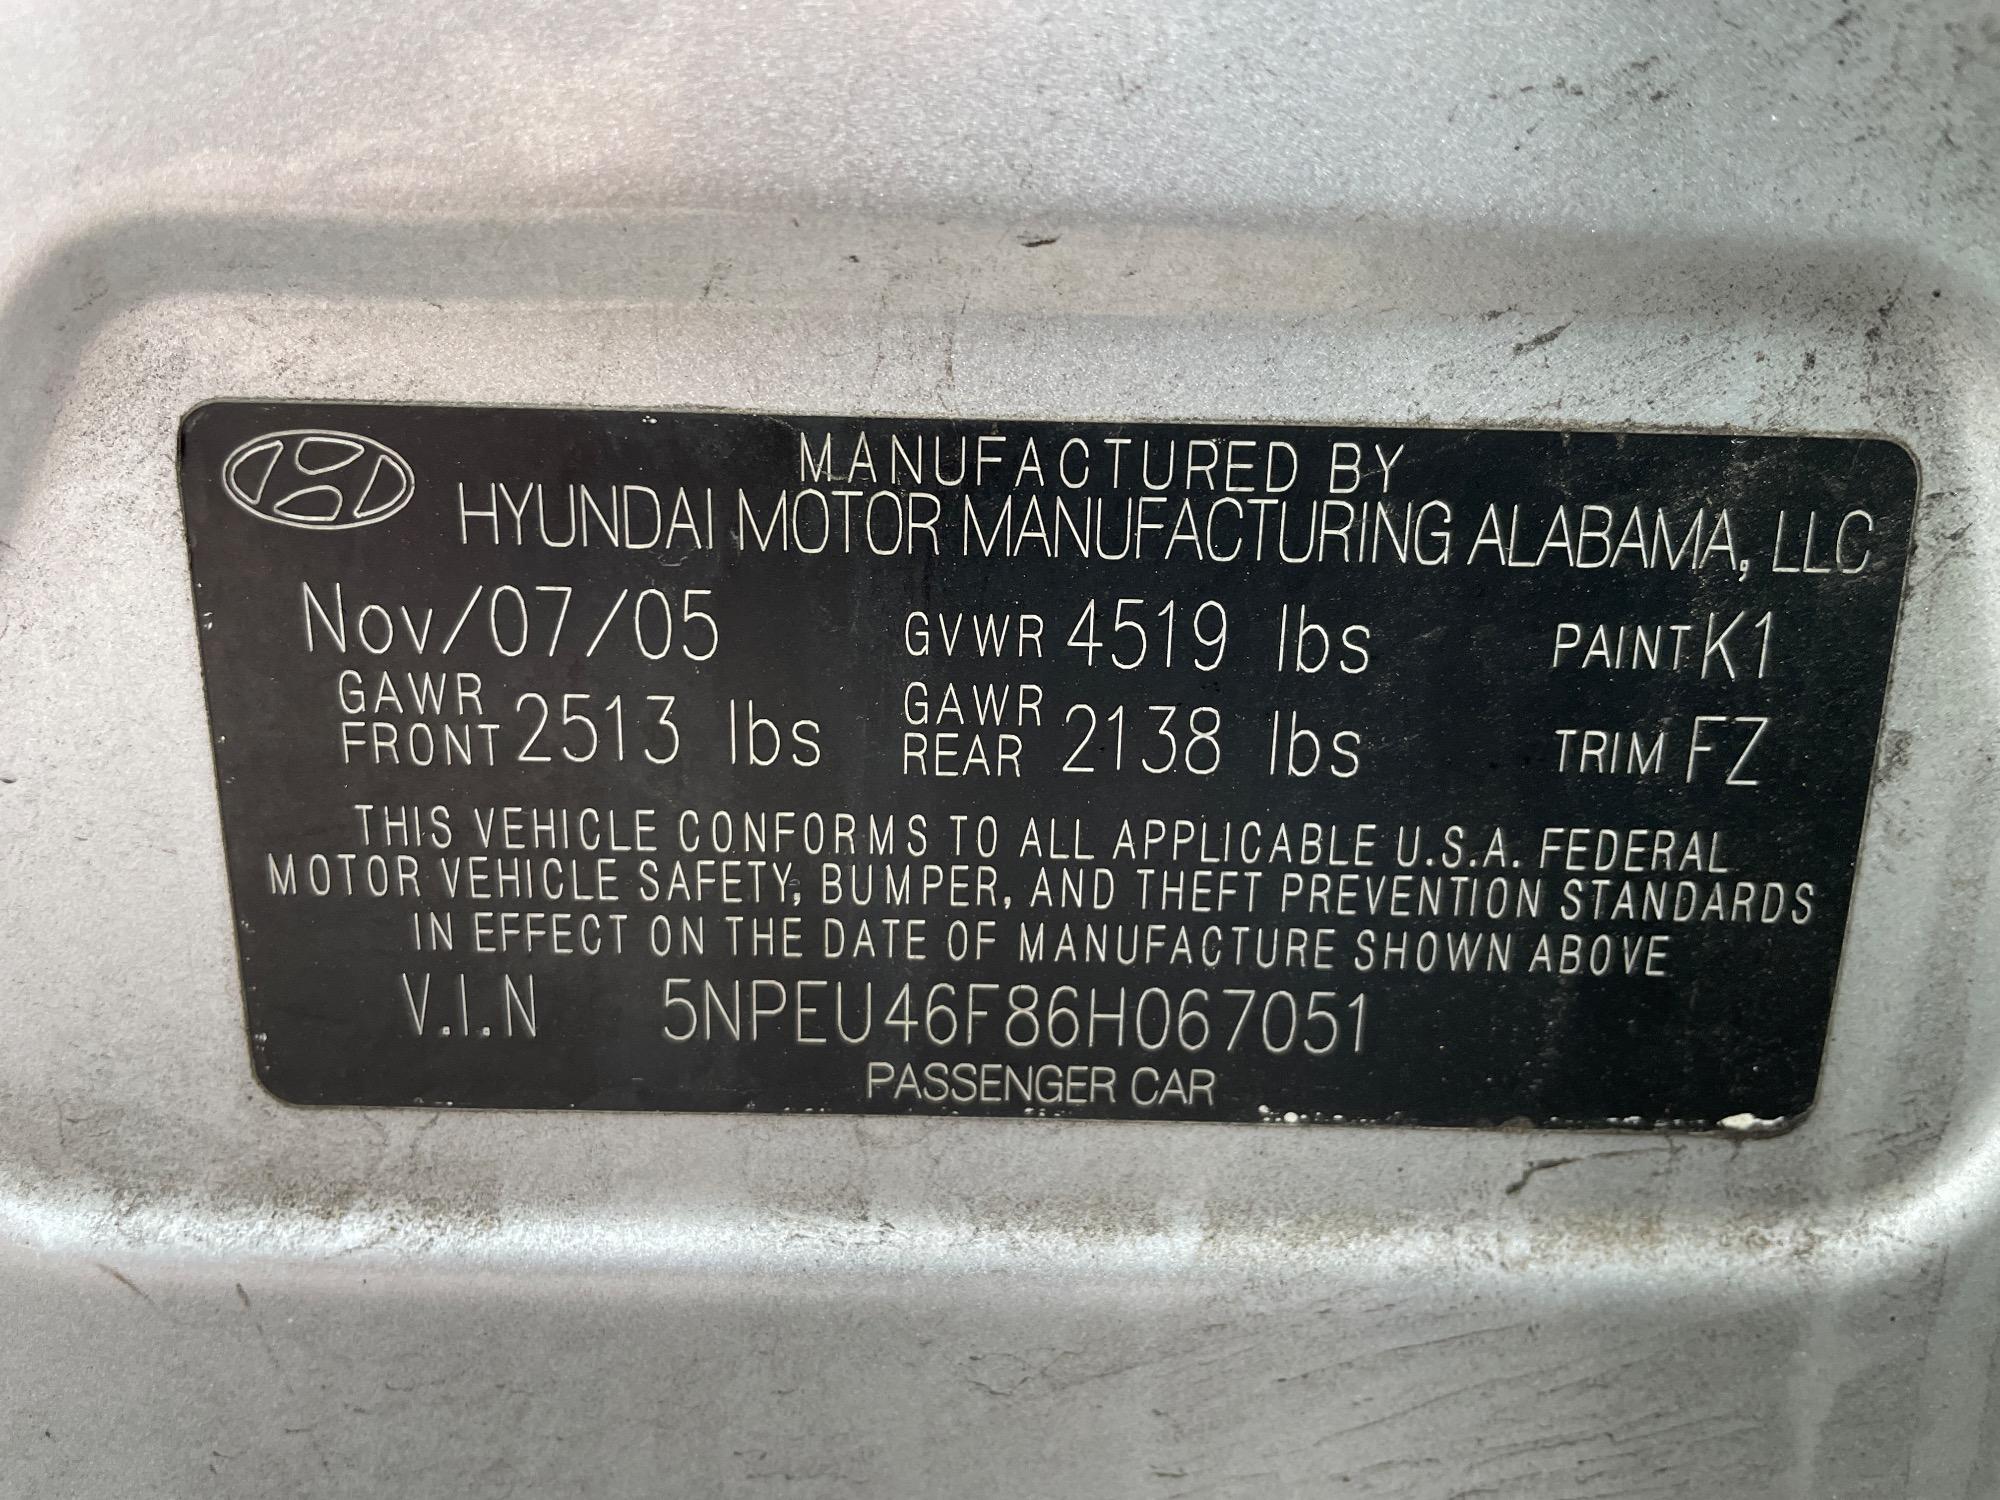 MANUFACTURED BY
HYUNDAI MOTOR MANUFACTURING ALABAMA, LLC
Nov/07/05 GVWR 4519 lbs PAINT K1
GAWR FRONT 2513 lbs GAWR REAR 2138 lbs TRIM FZ
THIS VEHICLE CONFORMS TO ALL APPLICABLE U.S.A. FEDERAL
MOTOR VEHICLE SAFETY, BUMPER, AND THEFT PREVENTION STANDARDS
IN EFFECT ON THE DATE OF MANUFACTURE SHOWN ABOVE
V.I.N 5NPEU46F86H067051
PASSENGER CAR